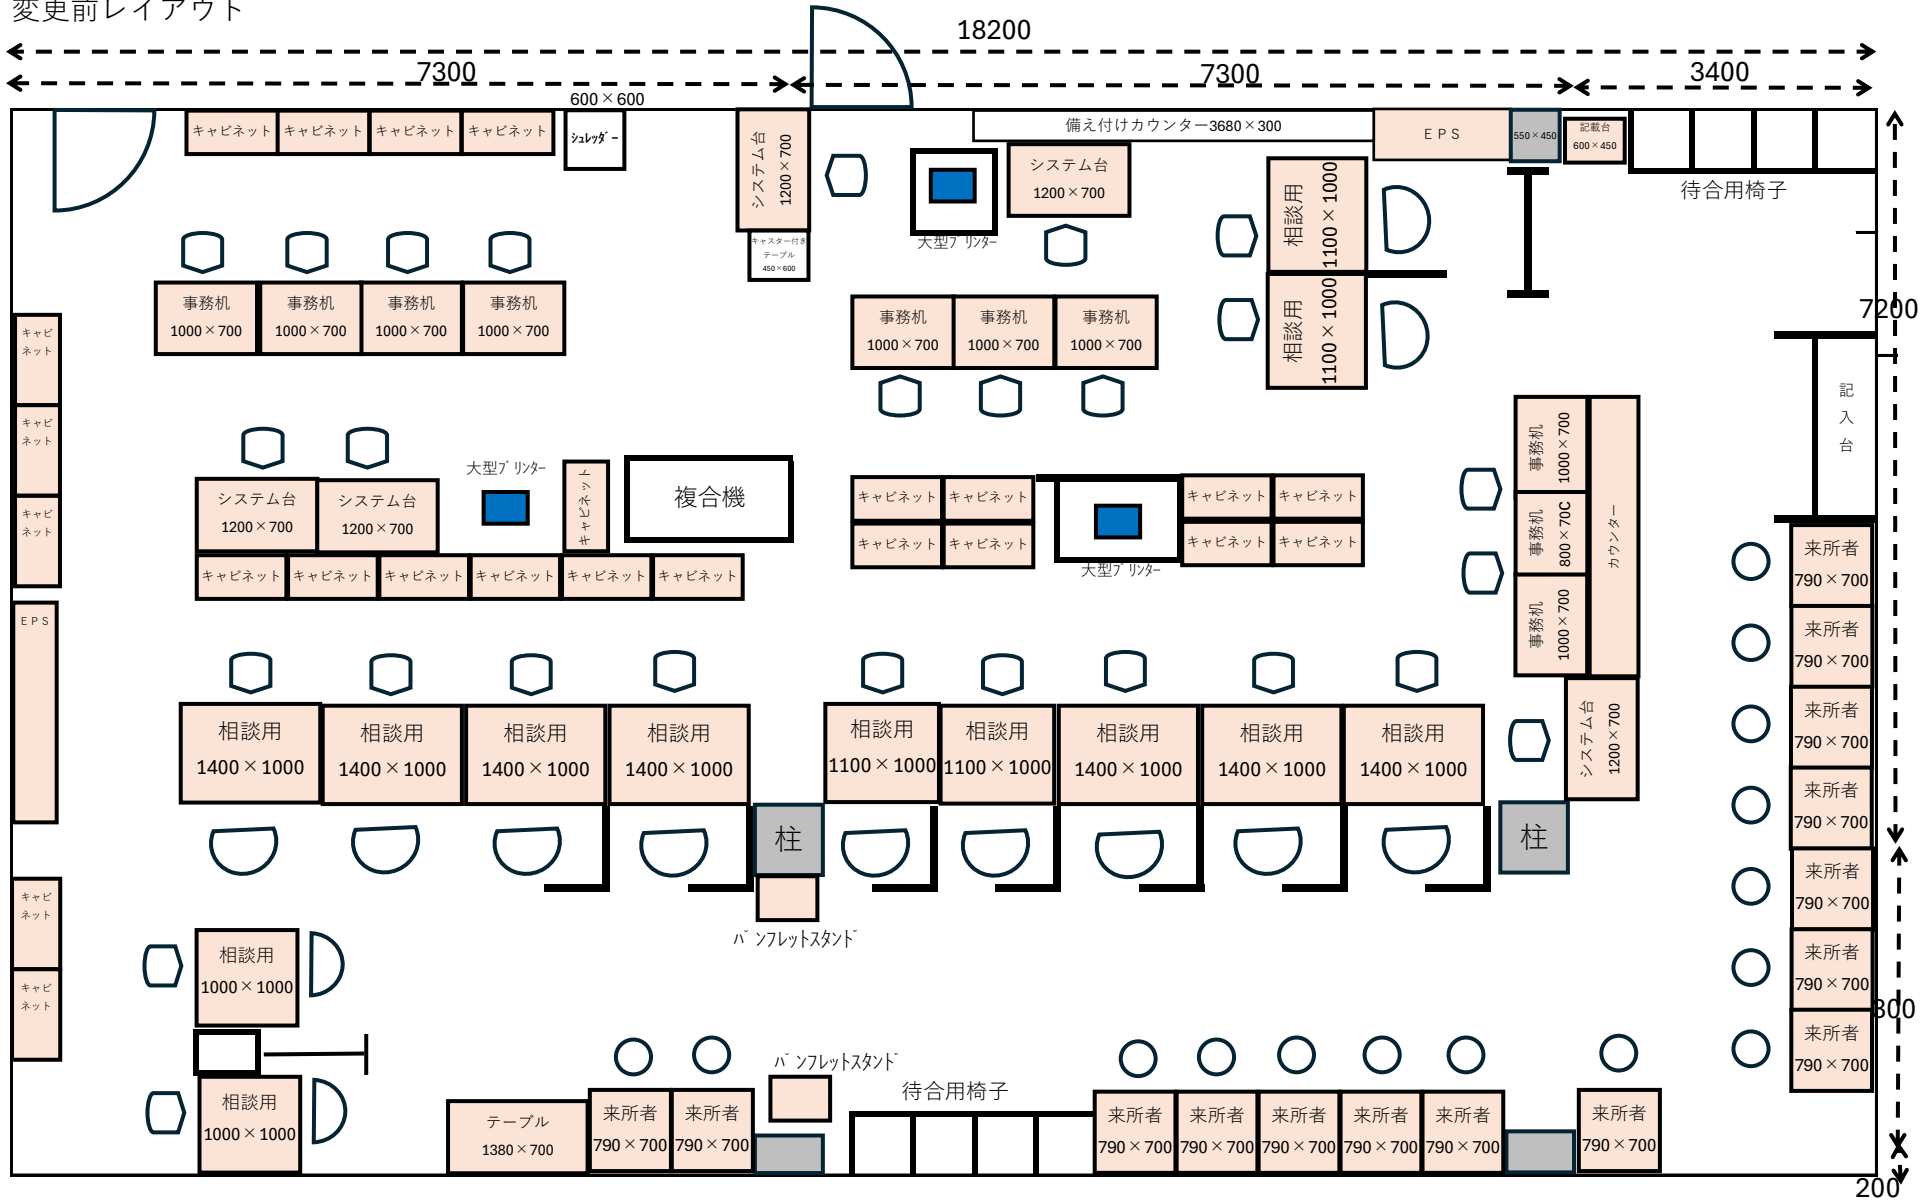 変更前レイアウト
18200
7300
7300
3400
600×600
キャビネット
キャビネット
キャビネット
キャビネット
シュレッダー
システム台
1200×700
キャスター付き
テーブル
450×600
備え付けカウンター3680×300
EPS
550×450
記載台
600×450
待合用椅子
大型プリンター
システム台
1200×700
相談用
1100×1000
相談用
1100×1000
7200
事務机
1000×700
事務机
1000×700
事務机
1000×700
事務机
1000×700
事務机
1000×700
事務机
1000×700
事務机
1000×700
キャビ
ネット
キャビ
ネット
キャビ
ネット
記
入
台
システム台
1200×700
システム台
1200×700
大型プリンター
キャビネット
複合機
キャビネット
キャビネット
キャビネット
キャビネット
キャビネット
キャビネット
キャビネット
キャビネット
キャビネット
キャビネット
大型プリンター
キャビネット
キャビネット
キャビネット
キャビネット
事務机
1000×700
事務机
800×70C
事務机
1000×700
カウンター
システム台
1200×700
EPS
相談用
1400×1000
相談用
1400×1000
相談用
1400×1000
相談用
1400×1000
相談用
1100×1000
相談用
1100×1000
相談用
1400×1000
相談用
1400×1000
相談用
1400×1000
柱
柱
パンフレットスタンド
来所者
790×700
来所者
790×700
来所者
790×700
来所者
790×700
来所者
790×700
来所者
790×700
来所者
790×700
キャビ
ネット
キャビ
ネット
相談用
1000×1000
相談用
1000×1000
テーブル
1380×700
来所者
790×700
来所者
790×700
パンフレットスタンド
待合用椅子
来所者
790×700
来所者
790×700
来所者
790×700
来所者
790×700
来所者
790×700
来所者
790×700
200